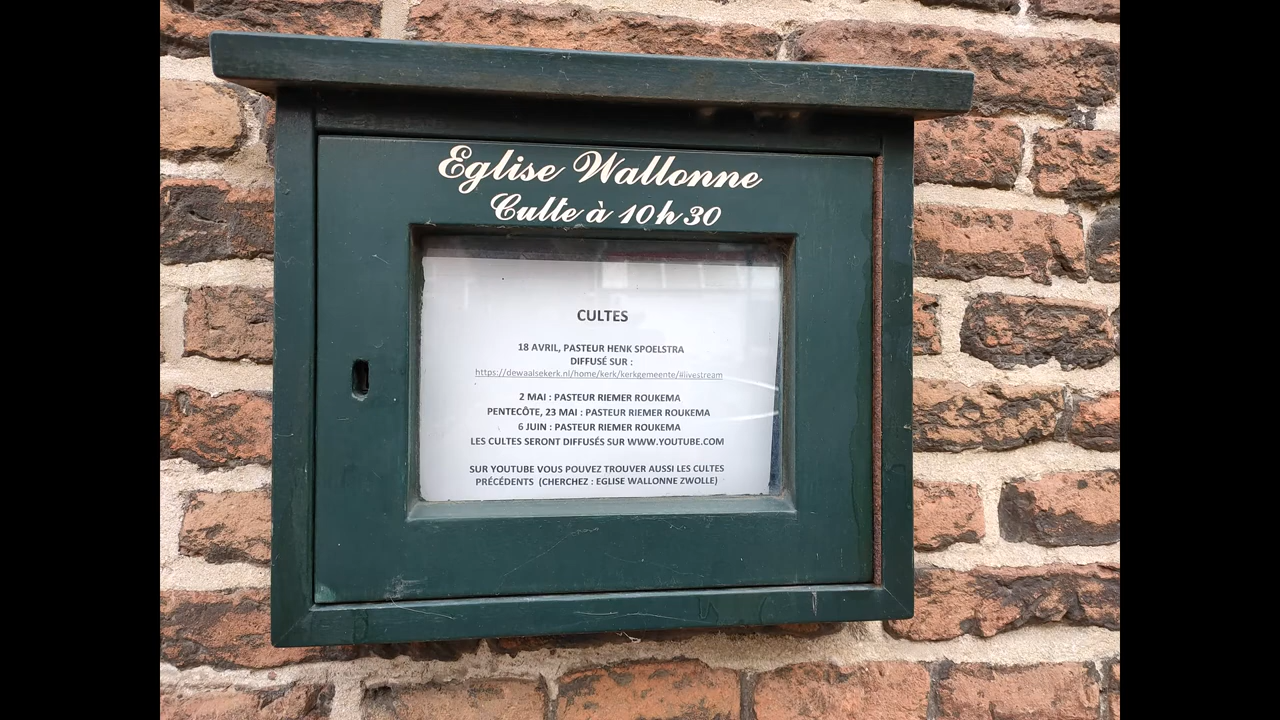 Eglise Wallonne
Culte à 10h30
CULTES
18 AVRIL, PASTEUR HENK SPOELSTRA
DIFFUSÉ SUR :
https://dewaalsekerk.nl/home/kerk/kerkgemeente/#livestream
2 MAI : PASTEUR RIEMER ROUKEMA
PENTECÔTE, 23 MAI : PASTEUR RIEMER ROUKEMA
6 JUIN : PASTEUR RIEMER ROUKEMA
LES CULTES SERONT DIFFUSÉS SUR WWW.YOUTUBE.COM
SUR YOUTUBE VOUS POUVEZ TROUVER AUSSI LES CULTES
PRÉCÉDENTS (CHERCHEZ : EGLISE WALLONNE ZWOLLE)